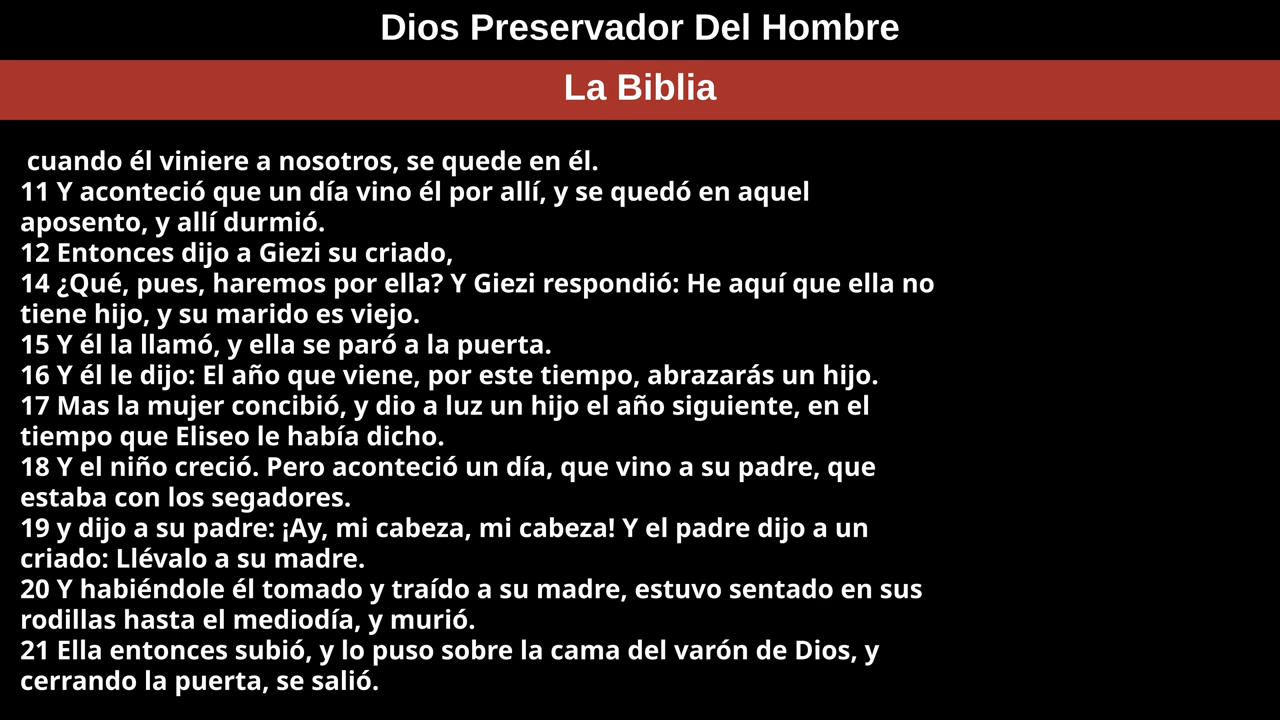 Dios Preservador Del Hombre
La Biblia
cuando él viniere a nosotros, se quede en él.
11 Y aconteció que un día vino él por allí, y se quedó en aquel
aposento, y allí durmió.
12 Entonces dijo a Giezi su criado,
14 ¿Qué, pues, haremos por ella? Y Giezi respondió: He aquí que ella no
tiene hijo, y su marido es viejo.
15 Y él la llamó, y ella se paró a la puerta.
16 Y él le dijo: El año que viene, por este tiempo, abrazarás un hijo.
17 Mas la mujer concibió, y dio a luz un hijo el año siguiente, en el
tiempo que Eliseo le había dicho.
18 Y el niño creció. Pero aconteció un día, que vino a su padre, que
estaba con los segadores.
19 y dijo a su padre: ¡Ay, mi cabeza, mi cabeza! Y el padre dijo a un
criado: Llévalo a su madre.
20 Y habiéndole él tomado y traído a su madre, estuvo sentado en sus
rodillas hasta el mediodía, y murió.
21 Ella entonces subió, y lo puso sobre la cama del varón de Dios, y
cerrando la puerta, se salió.